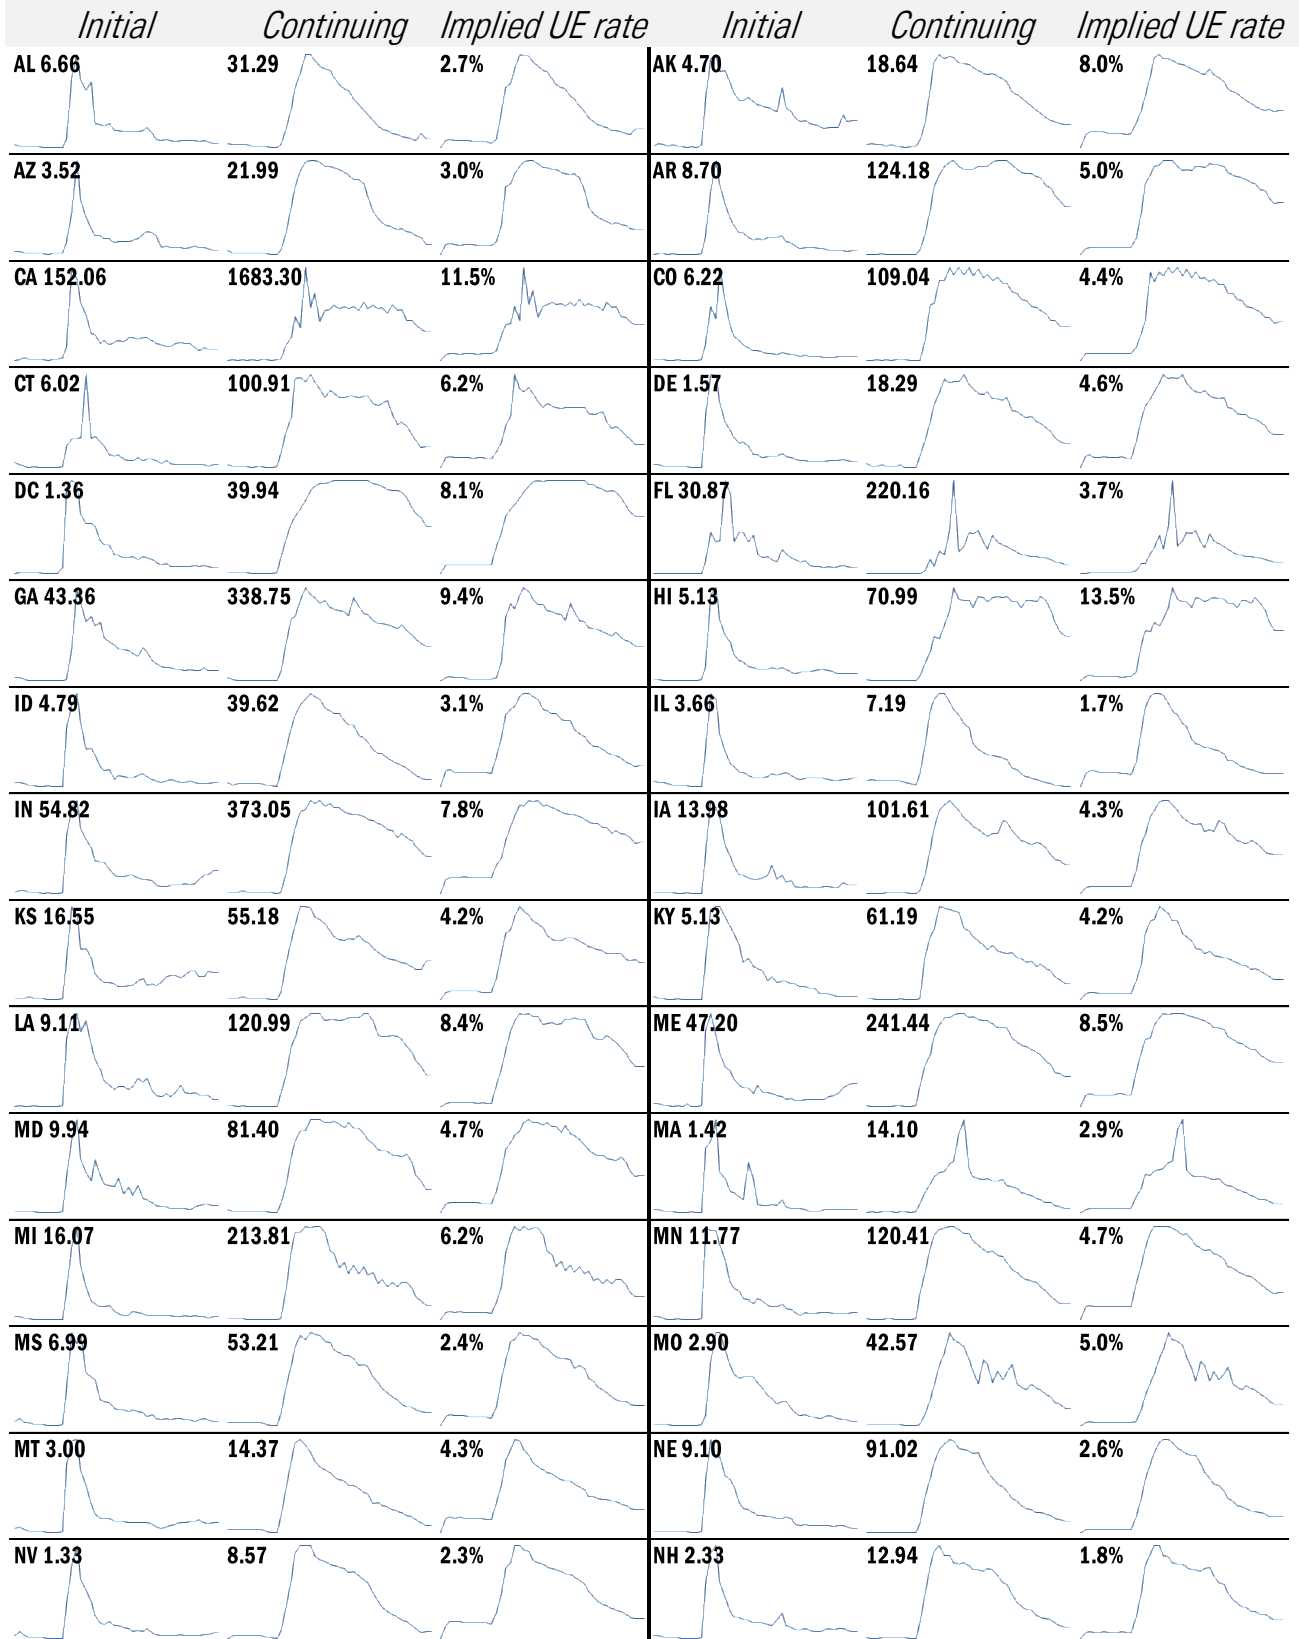 Initial Continuing Implied UE rate Initial Continuing Implied UE rate
AL 6.66 31.29 2.7% AK 4.70 18.64 8.0%
AZ 3.52 21.99 3.0% AR 8.70 124.18 5.0%
CA 152.06 1683.30 11.5% CO 6.22 109.04 4.4%
CT 6.02 100.91 6.2% DE 1.57 18.29 4.6%
DC 1.36 39.94 8.1% FL 30.87 220.16 3.7%
GA 43.36 338.75 9.4% HI 5.13 70.99 13.5%
ID 4.79 39.62 3.1% IL 3.66 7.19 1.7%
IN 54.82 373.05 7.8% IA 13.98 101.61 4.3%
KS 16.55 55.18 4.2% KY 5.13 61.19 4.2%
LA 9.11 120.99 8.4% ME 47.20 241.44 8.5%
MD 9.94 81.40 4.7% MA 1.42 14.10 2.9%
MI 16.07 213.81 6.2% MN 11.77 120.41 4.7%
MS 6.99 53.21 2.4% MO 2.90 42.57 5.0%
MT 3.00 14.37 4.3% NE 9.10 91.02 2.6%
NV 1.33 8.57 2.3% NH 2.33 12.94 1.8%